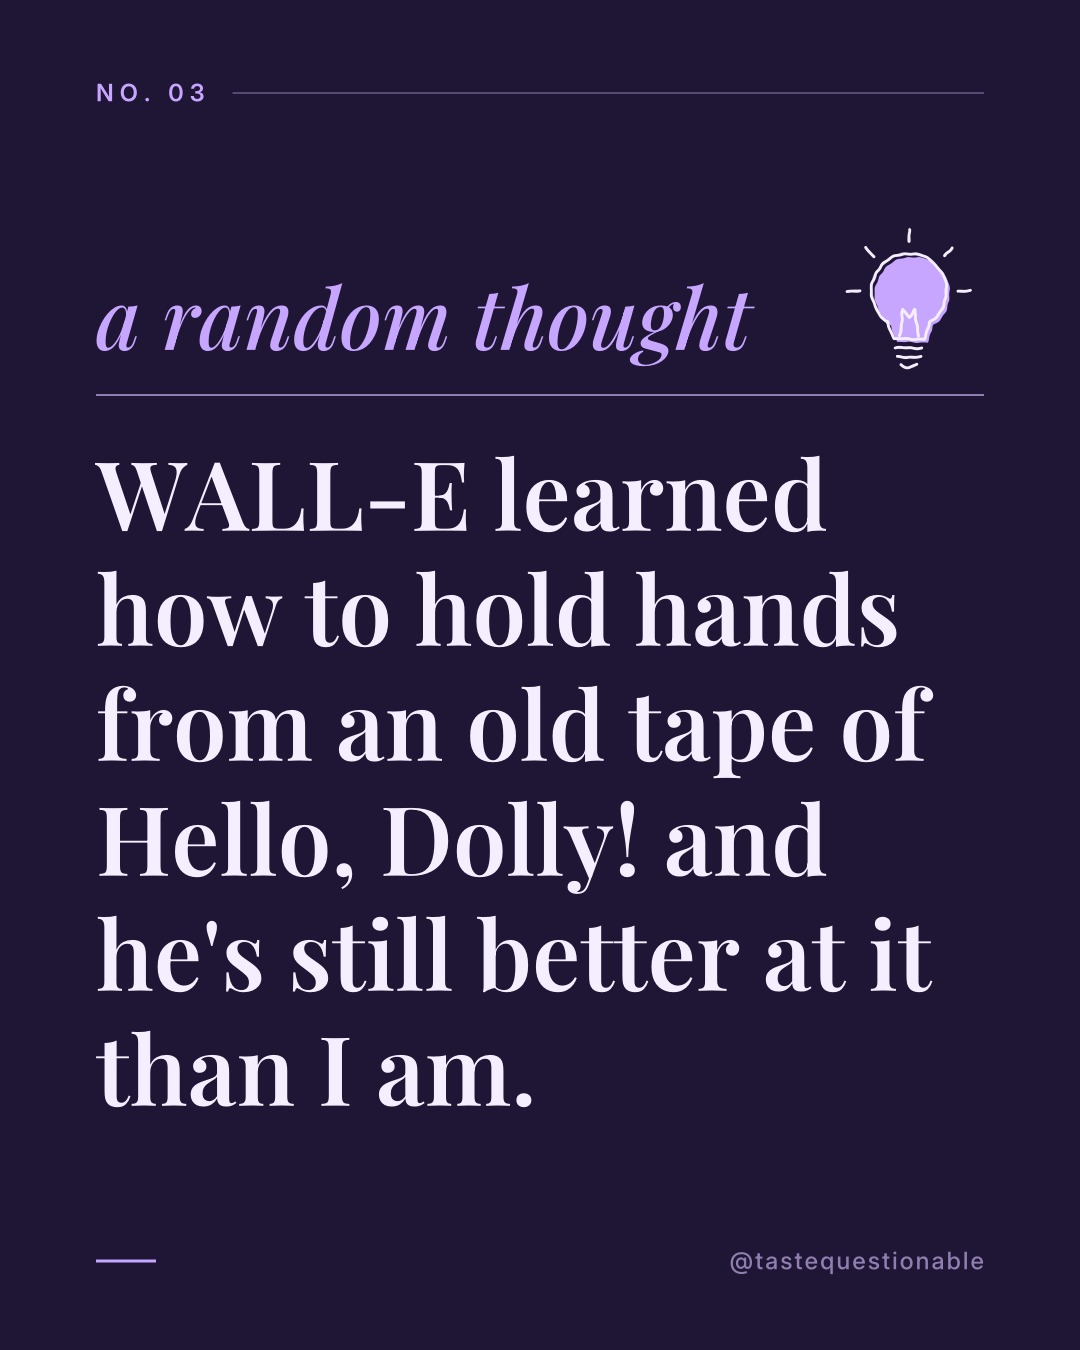 NO. 03
a random thought
WALL-E learned
how to hold hands
from an old tape of
Hello, Dolly! and
he's still better at it
than I am.
@tastequestionable